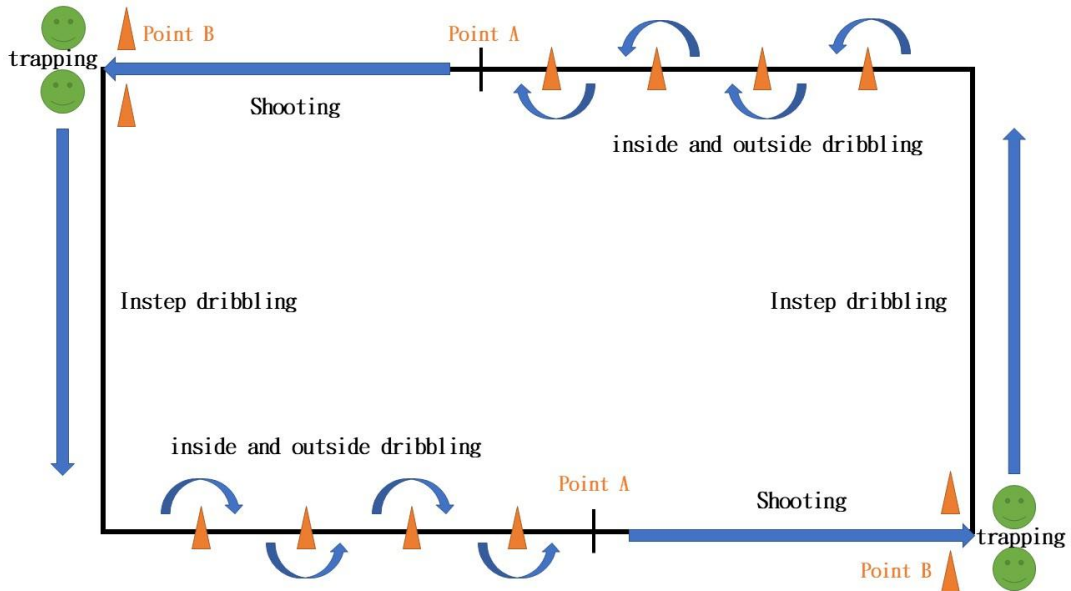 Point B
Point A
trapping
Shooting
inside and outside dribbling
Instep dribbling
Instep dribbling
inside and outside dribbling
Point A
Shooting
trapping
Point B